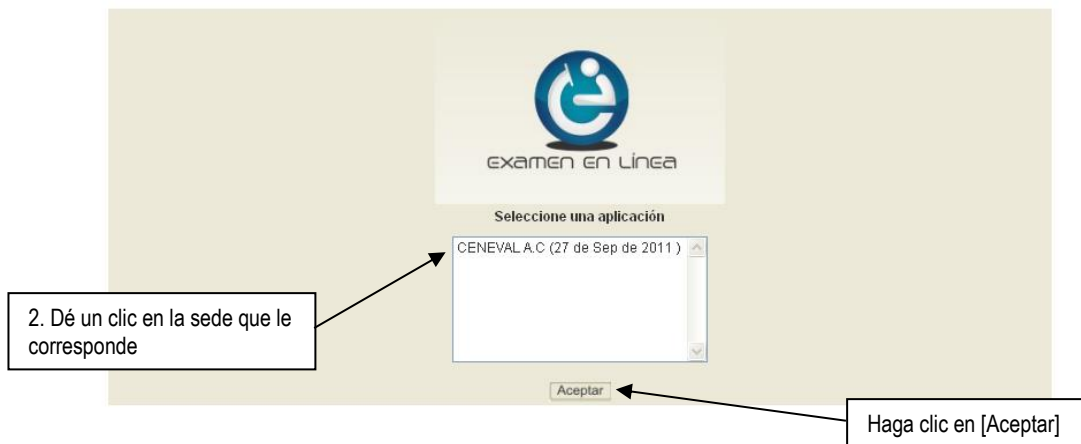 examen en línea
Seleccione una aplicación
CENEVAL A.C (27 de Sep de 2011 )
2. Dé un clic en la sede que le
corresponde
Aceptar
Haga clic en [Aceptar]